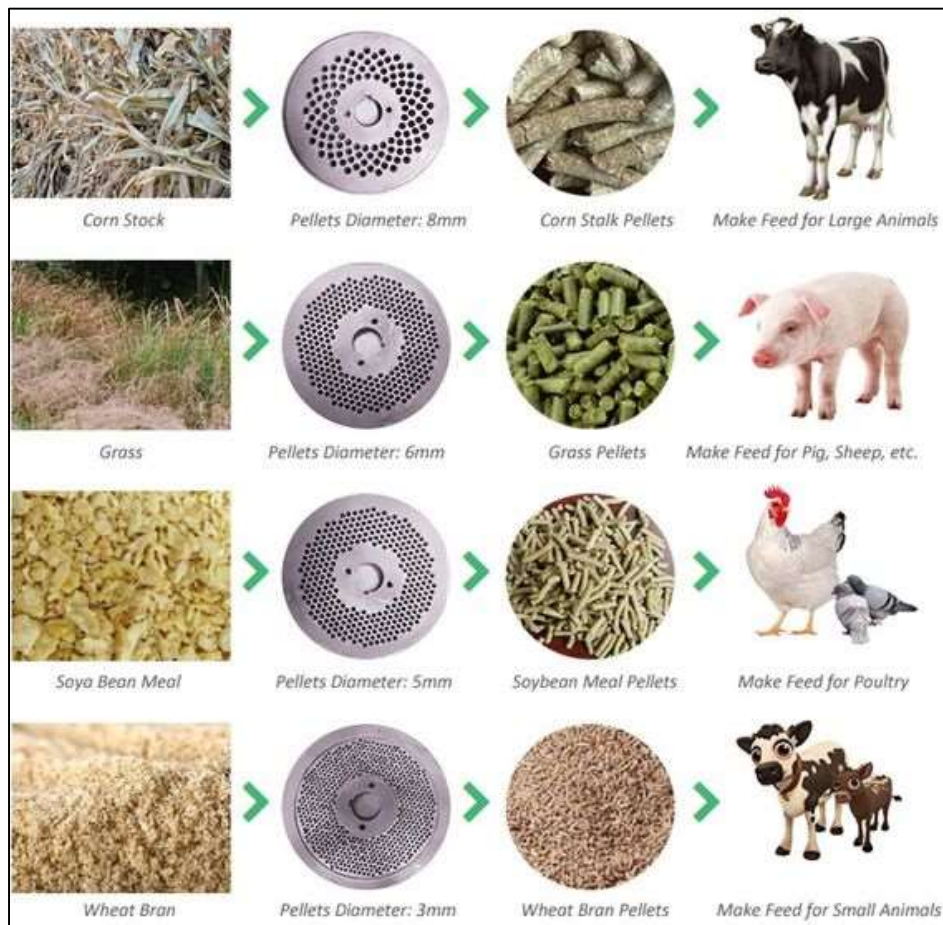 Corn Stock
Pellets Diameter: 8mm
Corn Stalk Pellets
Make Feed for Large Animals
Grass
Pellets Diameter: 6mm
Grass Pellets
Make Feed for Pig, Sheep, etc.
Soya Bean Meal
Pellets Diameter: 5mm
Soybean Meal Pellets
Make Feed for Poultry
Wheat Bran
Pellets Diameter: 3mm
Wheat Bran Pellets
Make Feed for Small Animals